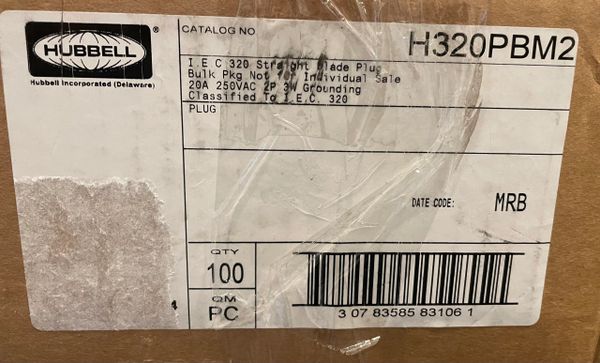 HUBBELL
®
Hubbell Incorporated (Delaware)
CATALOG NO
H320PBM2
I.E.C 320 Straight Blade Plug
Bulk Pkg Not for Individual Sale
20A 250VAC 2P 3W Grounding
Classified To I.E.C. 320
PLUG
DATE CODE: MRB
QTY
100
QM
PC
4
3 07 83585 83106 1